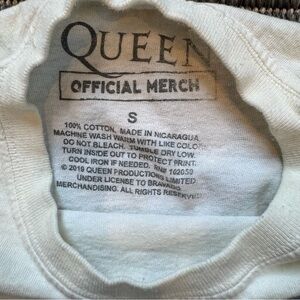 QUEEN
OFFICIAL MERCH
S
100% COTTON, MADE IN NICARAGUA
MACHINE WASH WARM WITH LIKE COLORS
DO NOT BLEACH. TUMBLE DRY LOW.
TURN INSIDE OUT TO PROTECT PRINT.
COOL IRON IF NEEDED. RN# 102059
© 2019 QUEEN PRODUCTIONS LIMITED
UNDER LICENSE TO BRAVADO
MERCHANDISING. ALL RIGHTS RESERVED